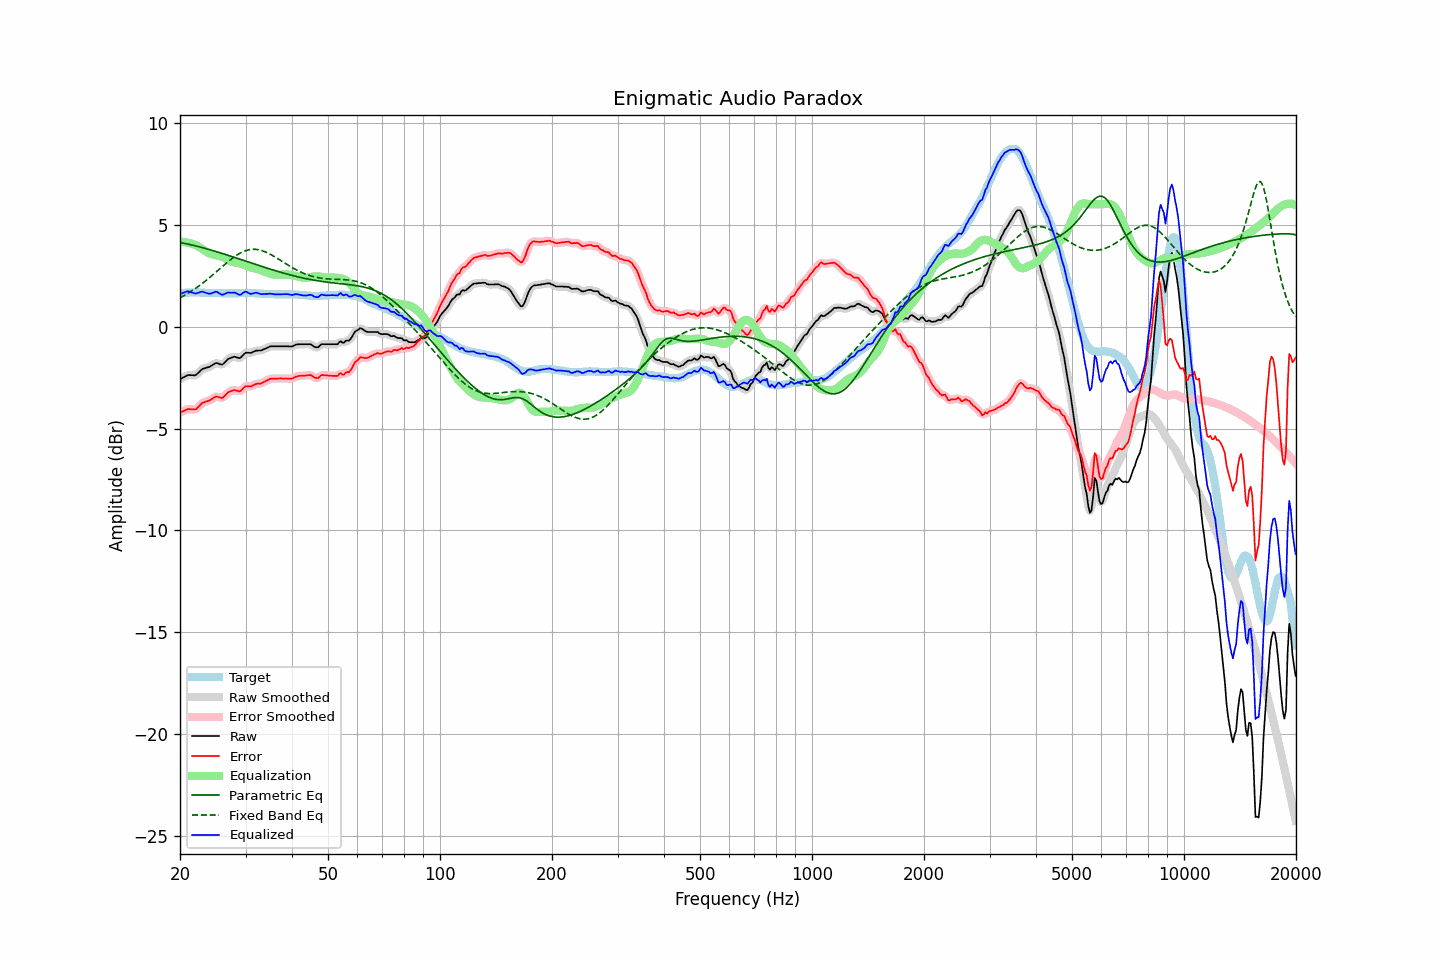 Enigmatic Audio Paradox
10
5
0
−5
−10
−15
−20
−25
Amplitude (dBr)
Target
Raw Smoothed
Error Smoothed
Raw
Error
Equalization
Parametric Eq
Fixed Band Eq
Equalized
20 50 100 200 500 1000 2000 5000 10000 20000
Frequency (Hz)